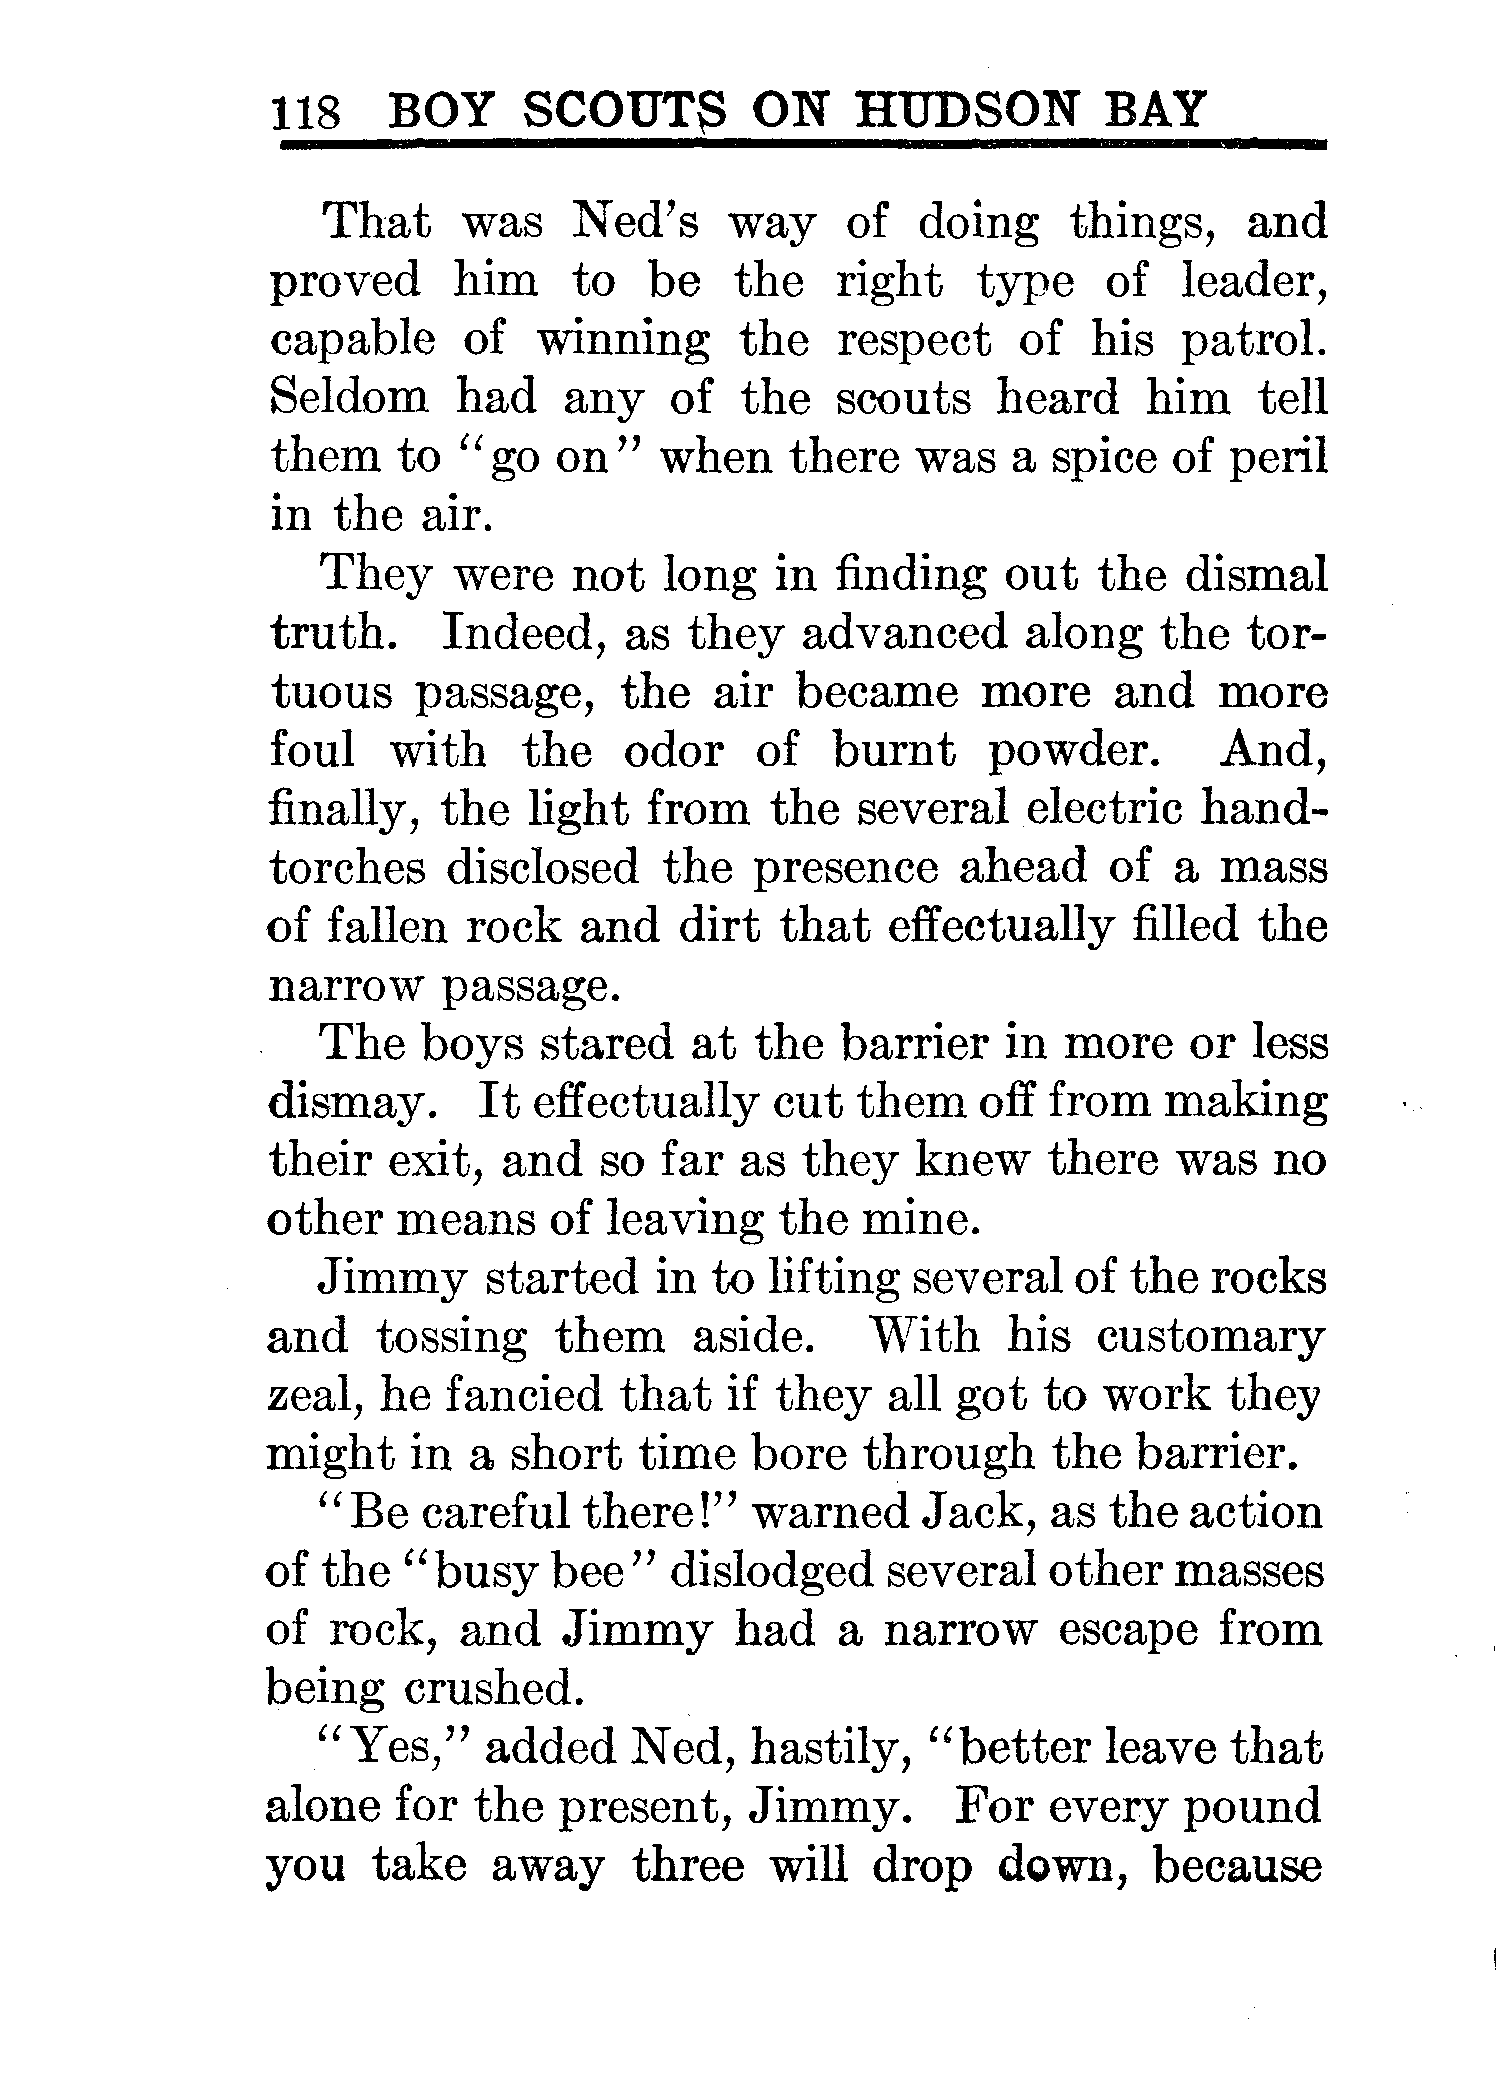 118 BOY SCOUTS ON HUDSON BAY
That was Ned's way of doing things, and
proved him to be the right type of leader,
capable of winning the respect of his patrol.
Seldom had any of the scouts heard him tell
them to "go on" when there was a spice of peril
in the air.
They were not long in finding out the dismal
truth. Indeed, as they advanced along the tor-
tuous passage, the air became more and more
foul with the odor of burnt powder. And,
finally, the light from the several electric hand-
torches disclosed the presence ahead of a mass
of fallen rock and dirt that effectually filled the
narrow passage.
The boys stared at the barrier in more or less
dismay. It effectually cut them off from making
their exit, and so far as they knew there was no
other means of leaving the mine.
Jimmy started in to lifting several of the rocks
and tossing them aside. With his customary
zeal, he fancied that if they all got to work they
might in a short time bore through the barrier.
"Be careful there!" warned Jack, as the action
of the "busy bee" dislodged several other masses
of rock, and Jimmy had a narrow escape from
being crushed.
"Yes," added Ned, hastily, "better leave that
alone for the present, Jimmy. For every pound
you take away three will drop down, because